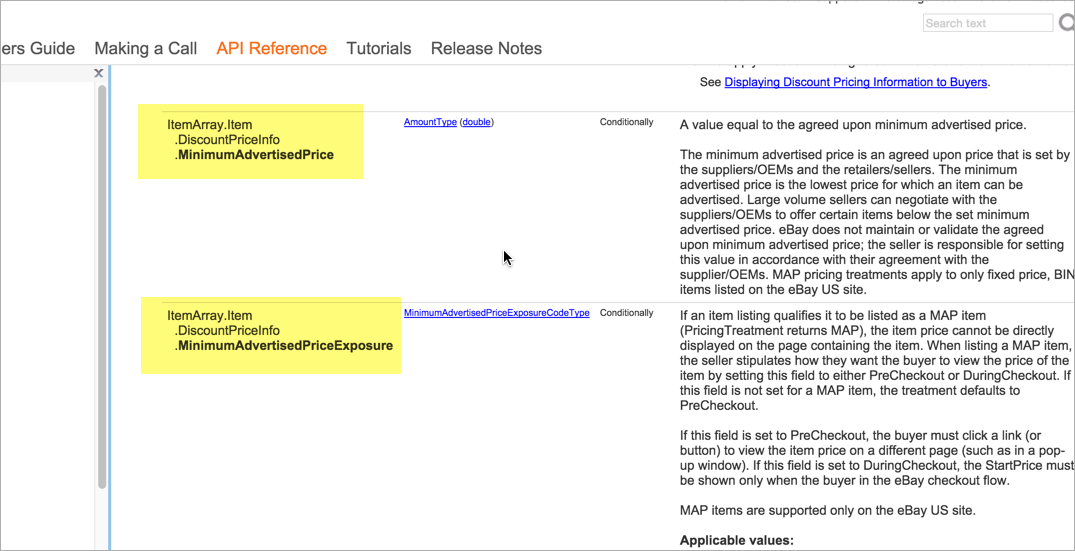 Search text
ers Guide Making a Call API Reference Tutorials Release Notes
x
See Displaying Discount Pricing Information to Buyers.
ItemArray.Item
.DiscountPriceInfo
.MinimumAdvertisedPrice
AmountType (double)
Conditionally
A value equal to the agreed upon minimum advertised price.
The minimum advertised price is an agreed upon price that is set by
the suppliers/OEMs and the retailers/sellers. The minimum
advertised price is the lowest price for which an item can be
advertised. Large volume sellers can negotiate with the
suppliers/OEMs to offer certain items below the set minimum
advertised price. eBay does not maintain or validate the agreed
upon minimum advertised price; the seller is responsible for setting
this value in accordance with their agreement with the
supplier/OEMs. MAP pricing treatments apply to only fixed price, BIN
items listed on the eBay US site.
ItemArray.Item
.DiscountPriceInfo
.MinimumAdvertisedPriceExposure
MinimumAdvertisedPriceExposureCodeType
Conditionally
If an item listing qualifies it to be listed as a MAP item
(PricingTreatment returns MAP), the item price cannot be directly
displayed on the page containing the item. When listing a MAP item,
the seller stipulates how they want the buyer to view the price of the
item by setting this field to either PreCheckout or DuringCheckout. If
this field is not set for a MAP item, the treatment defaults to
PreCheckout.
If this field is set to PreCheckout, the buyer must click a link (or
button) to view the item price on a different page (such as in a pop-
up window). If this field is set to DuringCheckout, the StartPrice must
be shown only when the buyer in the eBay checkout flow.
MAP items are supported only on the eBay US site.
Applicable values: